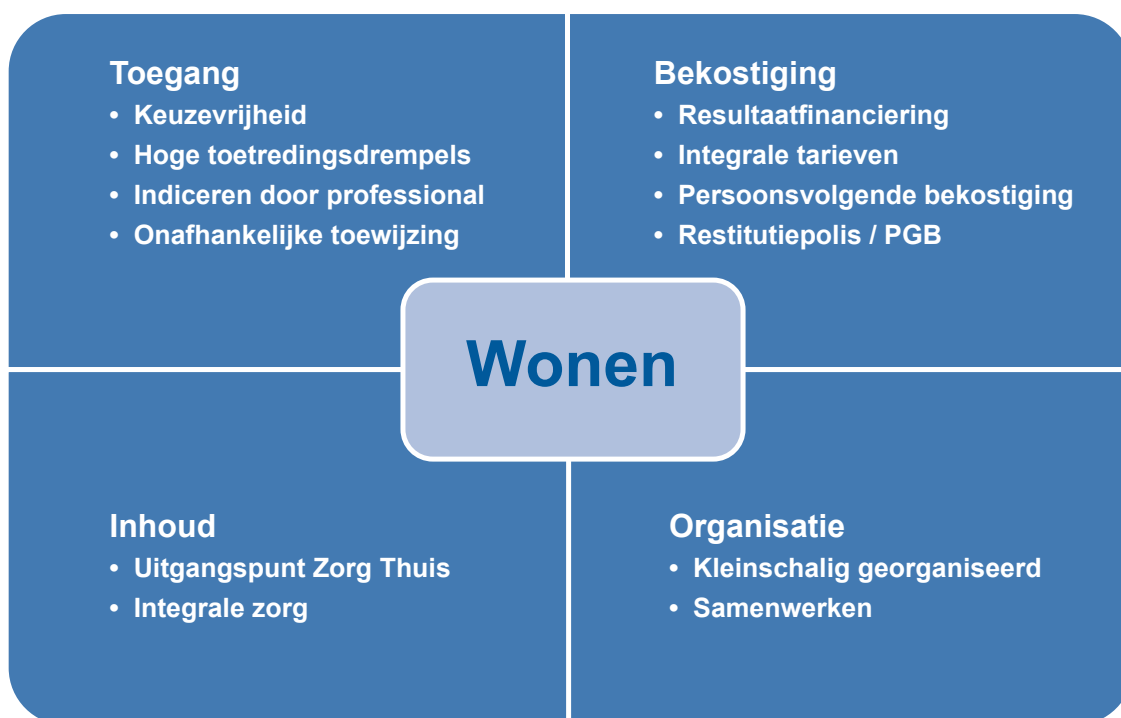 Toegang
• Keuzevrijheid
• Hoge toetredingsdrempels
• Indiceren door professional
• Onafhankelijke toewijzing
Bekostiging
• Resultaatfinanciering
• Integrale tarieven
• Persoonsvolgende bekostiging
• Restitutiepolis / PGB
Wonen
Inhoud
• Uitgangspunt Zorg Thuis
• Integrale zorg
Organisatie
• Kleinschalig georganiseerd
• Samenwerken